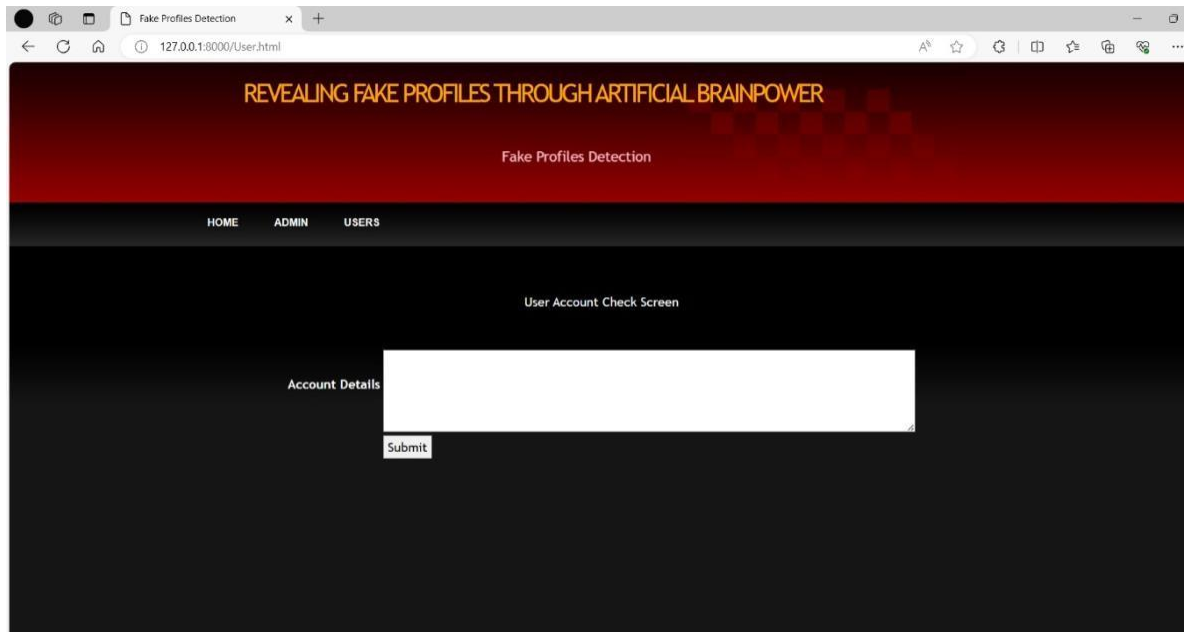 Fake Profiles Detection
127.0.0.1:8000/User.html
REVEALING FAKE PROFILES THROUGH ARTIFICIAL BRAINPOWER
Fake Profiles Detection
HOME ADMIN USERS
User Account Check Screen
Account Details
Submit